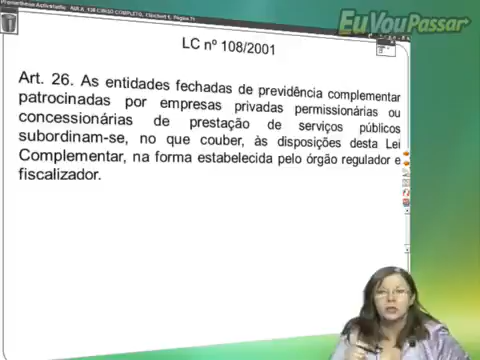 EuVouPassar
LC nº 108/2001
Art. 26. As entidades fechadas de previdência complementar
patrocinadas por empresas privadas permissionárias ou
concessionárias de prestação de serviços públicos
subordinam-se, no que couber, às disposições desta Lei
Complementar, na forma estabelecida pelo órgão regulador e
fiscalizador.